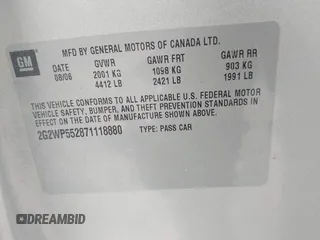 GM
MFD BY GENERAL MOTORS OF CANADA LTD.
DATE GVWR GAWR FRT GAWR RR
08/06 2001 KG 1098 KG 903 KG
4412 LB 2421 LB 1991 LB
THIS VEHICLE CONFORMS TO ALL APPLICABLE U.S. FEDERAL MOTOR
VEHICLE SAFETY, BUMPER, AND THEFT PREVENTION STANDARDS IN
EFFECT ON THE DATE OF MANUFACTURE SHOWN ABOVE.
2G2WP552871118880 TYPE: PASS CAR
DREAMBID